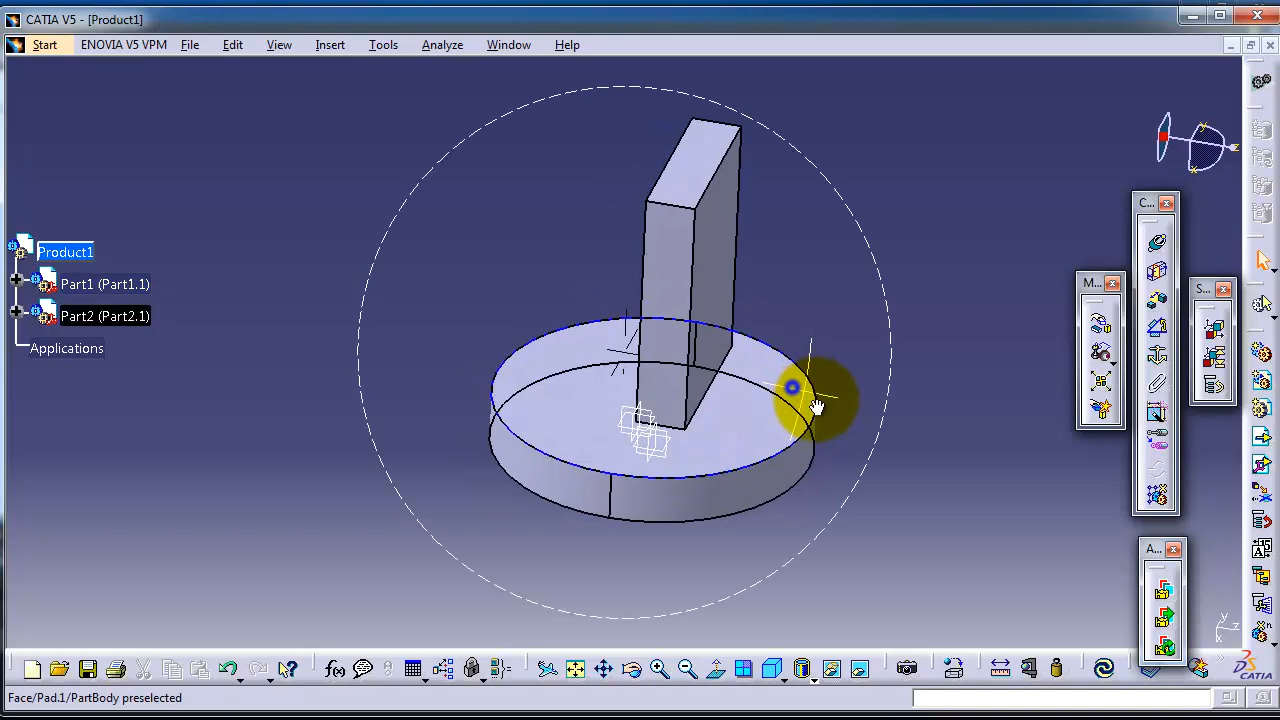 CATIA V5 - [Product1]
Start ENOVIA V5 VPM File Edit View Insert Tools Analyze Window Help
Product1
Part1 (Part1.1)
Part2 (Part2.1)
Applications
C...
M...
S...
A...
y
z
x
y
z
x
f(x)
CATIA
Face/Pad.1/PartBody preselected